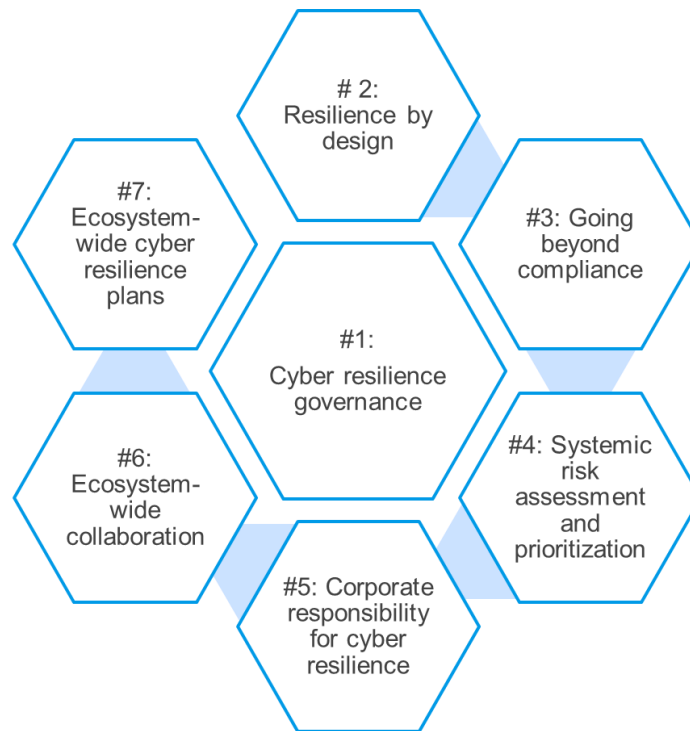 # 2:
Resilience by
design
#7:
Ecosystem-
wide cyber
resilience
plans
#3: Going
beyond
compliance
#1:
Cyber resilience
governance
#6:
Ecosystem-
wide
collaboration
#4: Systemic
risk
assessment
and
prioritization
#5: Corporate
responsibility
for cyber
resilience